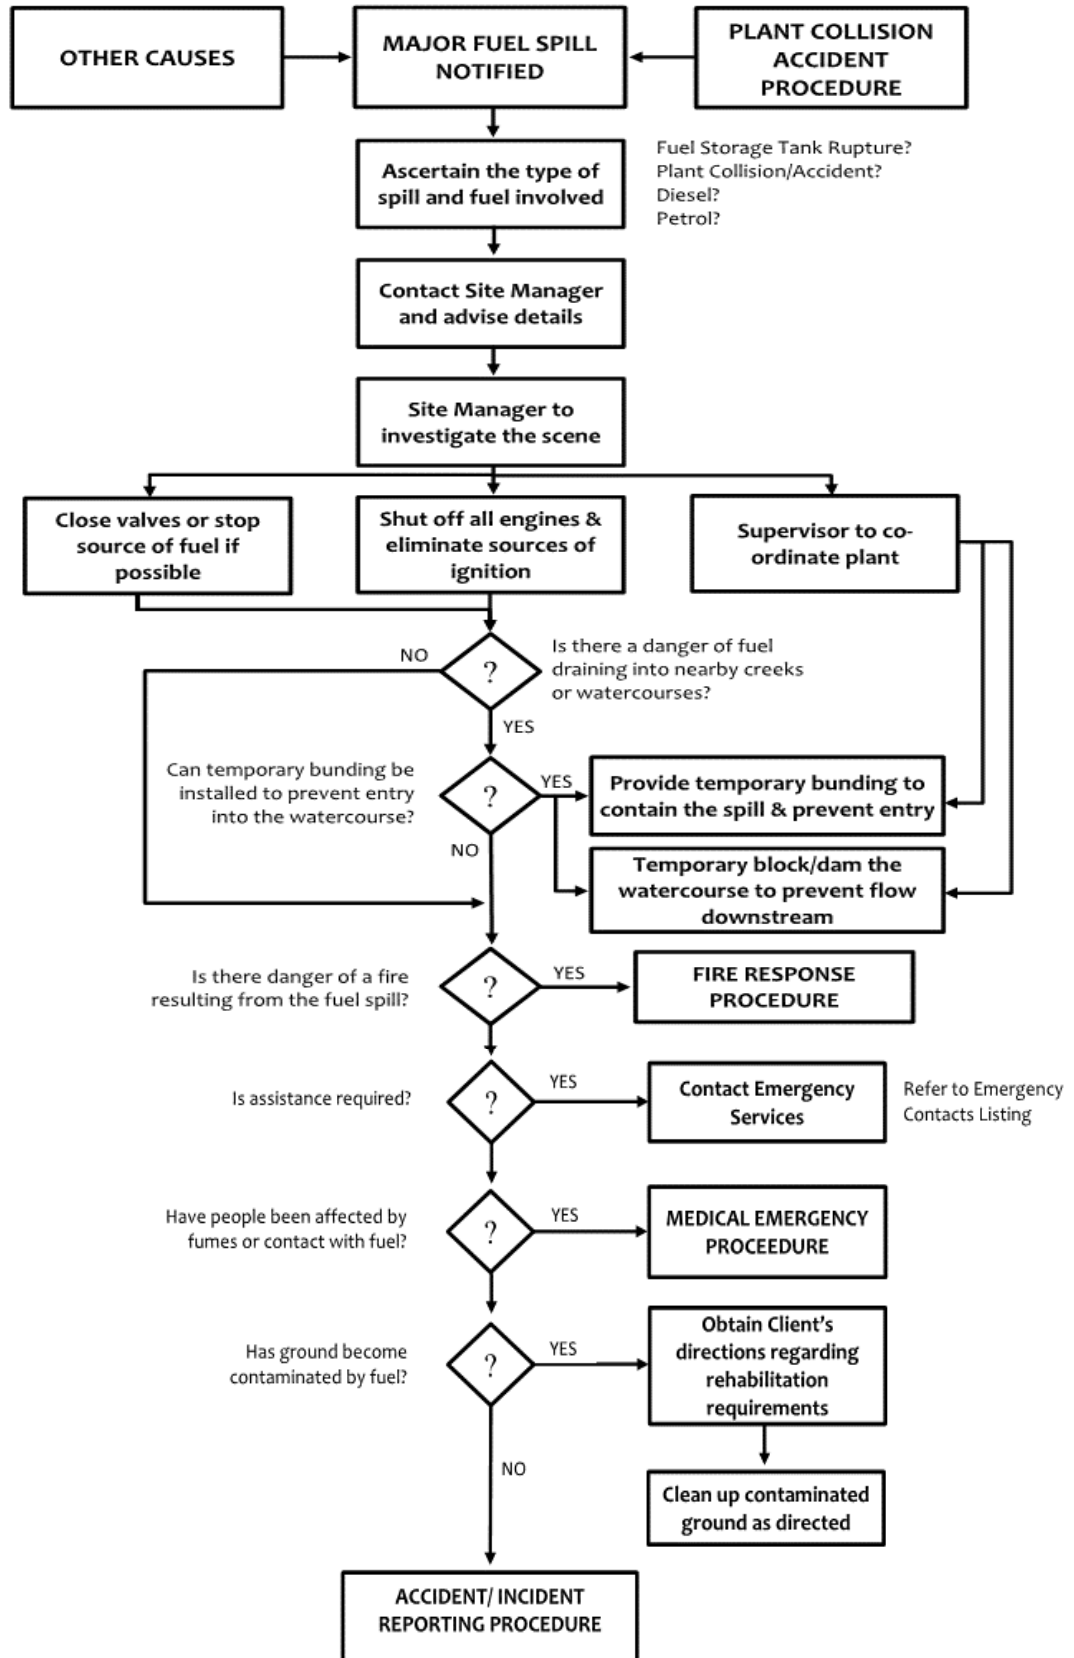 OTHER CAUSES
MAJOR FUEL SPILL
NOTIFIED
PLANT COLLISION
ACCIDENT
PROCEDURE
Ascertain the type of
spill and fuel involved
Fuel Storage Tank Rupture?
Plant Collision/Accident?
Diesel?
Petrol?
Contact Site Manager
and advise details
Site Manager to
investigate the scene
Close valves or stop
source of fuel if
possible
Shut off all engines &
eliminate sources of
ignition
Supervisor to co-
ordinate plant
NO
?
Is there a danger of fuel
draining into nearby creeks
or watercourses?
YES
Can temporary bunding be
installed to prevent entry
into the watercourse?
?
YES
Provide temporary bunding to
contain the spill & prevent entry
NO
Temporary block/dam the
watercourse to prevent flow
downstream
Is there danger of a fire
resulting from the fuel spill?
?
YES
FIRE RESPONSE
PROCEDURE
Is assistance required?
?
YES
Contact Emergency
Services
Refer to Emergency
Contacts Listing
Have people been affected by
fumes or contact with fuel?
?
YES
MEDICAL EMERGENCY
PROCEEDURE
Has ground become
contaminated by fuel?
?
YES
Obtain Client's
directions regarding
rehabilitation
requirements
NO
Clean up contaminated
ground as directed
ACCIDENT/ INCIDENT
REPORTING PROCEDURE